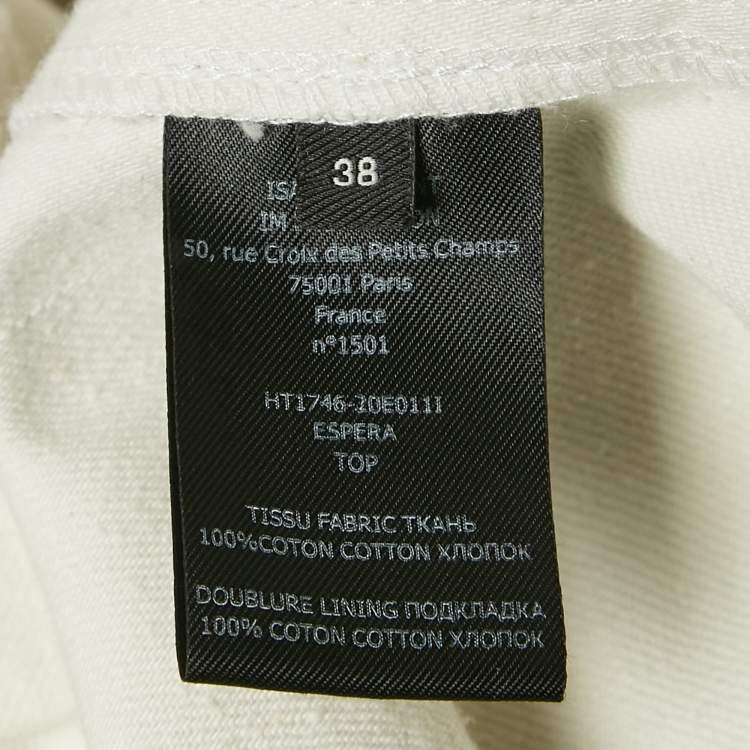 38
50, rue Croix des Petits Champs
75001 Paris
France
n°1501
HT1746-20E011I
ESPERA
TOP
TISSU FABRIC ТКАНЬ
100%COTON COTTON ХЛОПОК
DOUBLURE LINING ПОДКЛАДКА
100% COTON COTTON ХЛОПОК